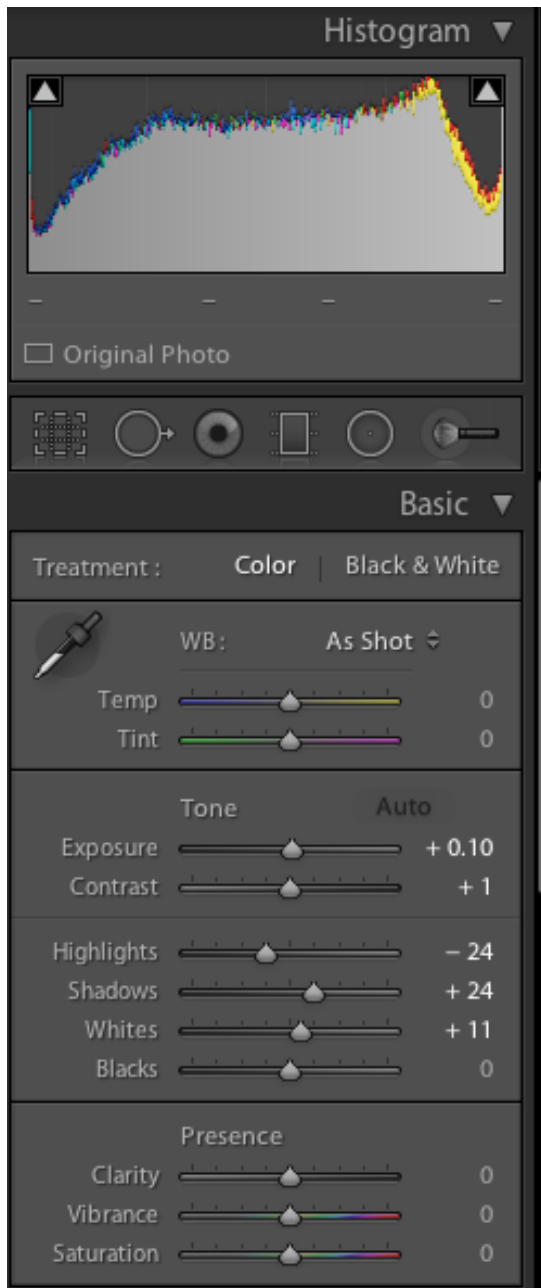 Histogram ▼
– – – –
Original Photo
Basic ▼
Treatment : Color | Black & White
WB : As Shot
Temp 0
Tint 0
Tone Auto
Exposure + 0.10
Contrast + 1
Highlights – 24
Shadows + 24
Whites + 11
Blacks 0
Presence
Clarity 0
Vibrance 0
Saturation 0